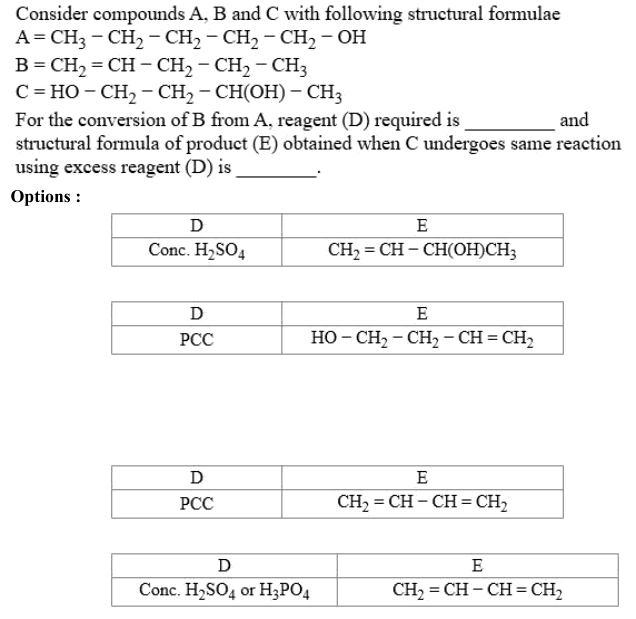 Consider compounds A, B and C with following structural formulae
A = CH₃ − CH₂ − CH₂ − CH₂ − CH₂ − OH
B = CH₂ = CH − CH₂ − CH₂ − CH₃
C = HO − CH₂ − CH₂ − CH(OH) − CH₃
For the conversion of B from A, reagent (D) required is _________ and
structural formula of product (E) obtained when C undergoes same reaction
using excess reagent (D) is _________.
Options :
D E
Conc. H₂SO₄ CH₂ = CH − CH(OH)CH₃
D E
PCC HO − CH₂ − CH₂ − CH = CH₂
D E
PCC CH₂ = CH − CH = CH₂
D E
Conc. H₂SO₄ or H₃PO₄ CH₂ = CH − CH = CH₂